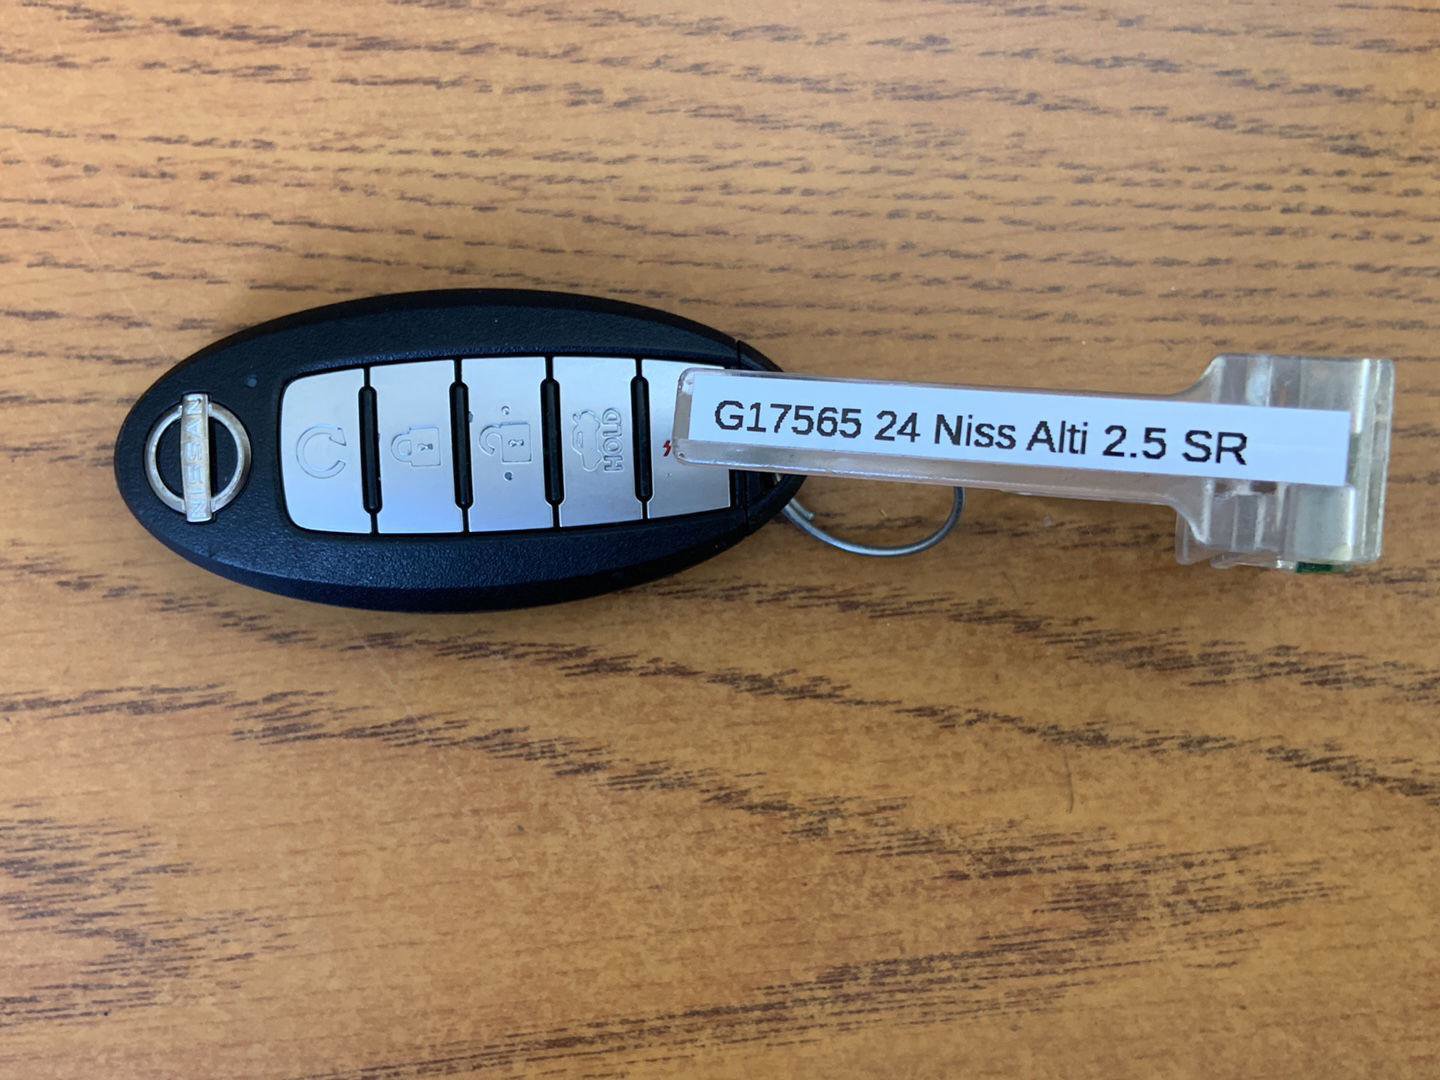 NISSAN
HOLD
G17565 24 Niss Alti 2.5 SR